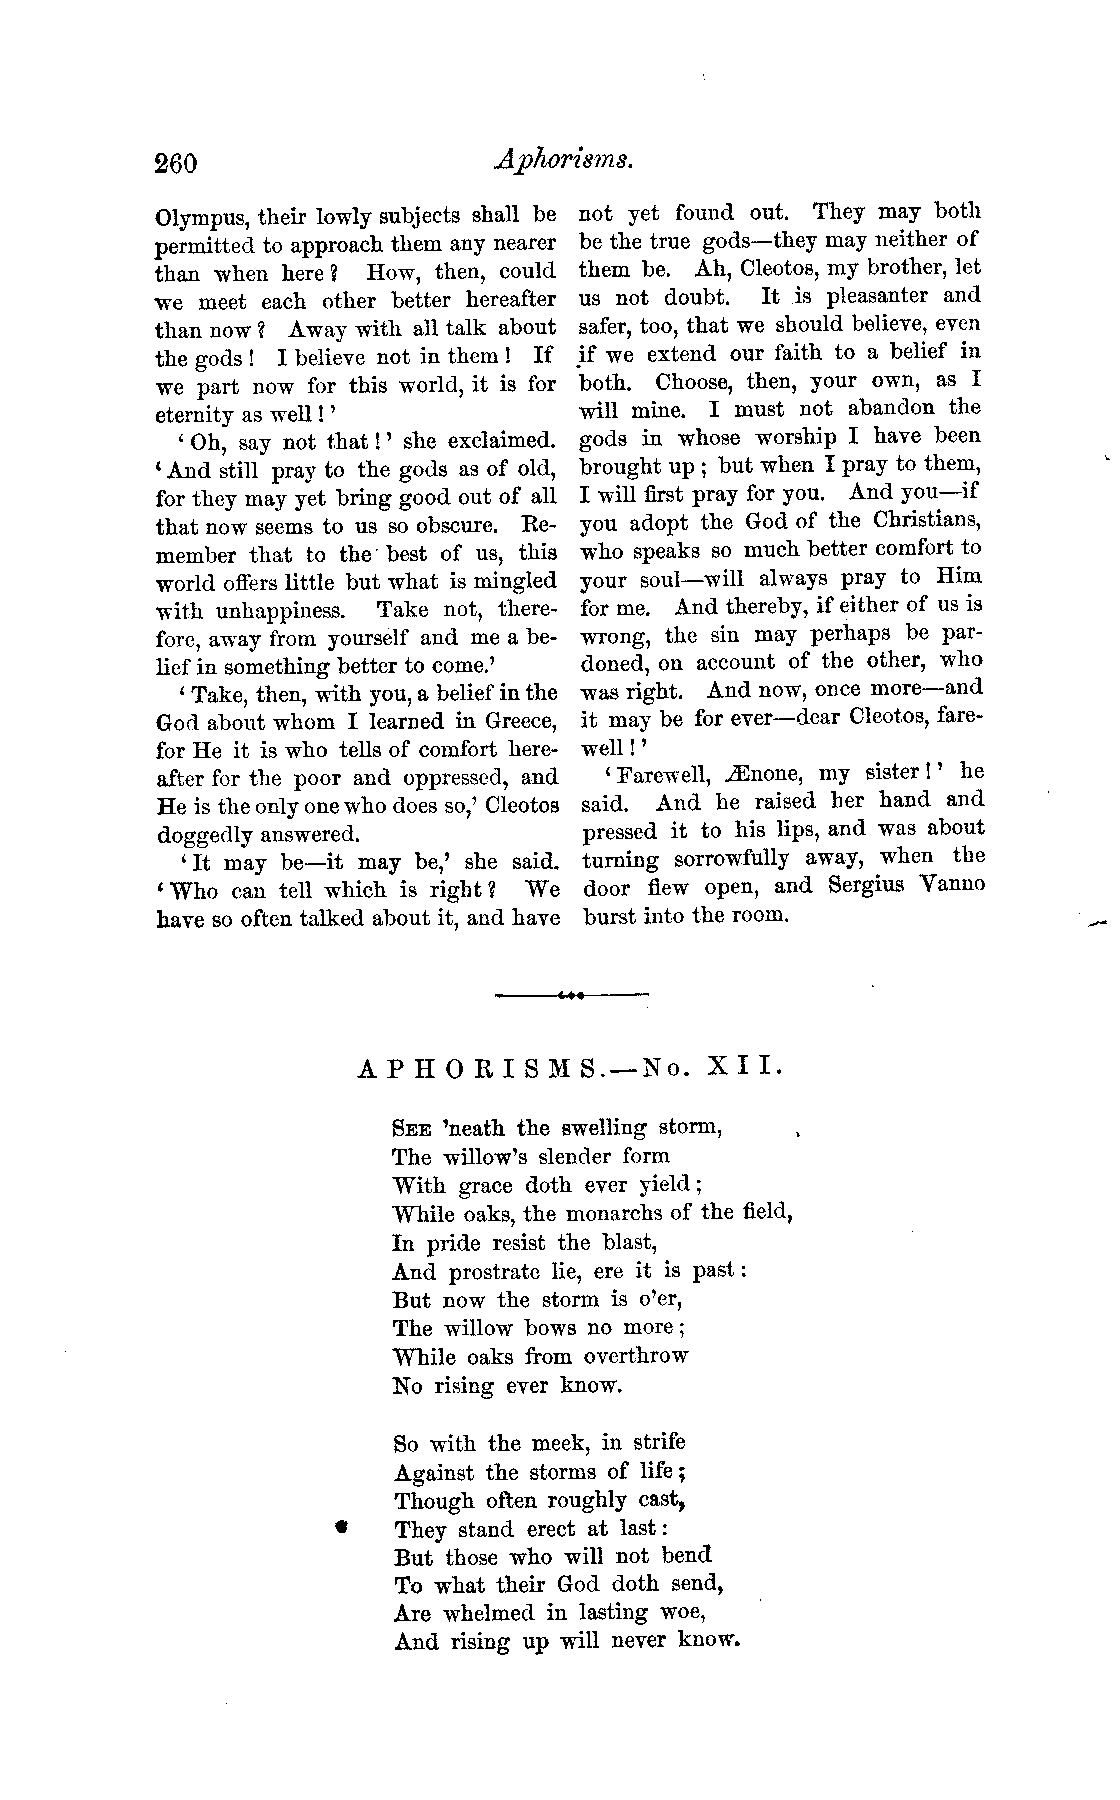 260 Aphorisms.
Olympus, their lowly subjects shall be
permitted to approach them any nearer
than when here? How, then, could
we meet each other better hereafter
than now? Away with all talk about
the gods! I believe not in them! If
we part now for this world, it is for
eternity as well!'
'Oh, say not that!' she exclaimed.
'And still pray to the gods as of old,
for they may yet bring good out of all
that now seems to us so obscure. Re-
member that to the best of us, this
world offers little but what is mingled
with unhappiness. Take not, there-
fore, away from yourself and me a be-
lief in something better to come.'
'Take, then, with you, a belief in the
God about whom I learned in Greece,
for He it is who tells of comfort here-
after for the poor and oppressed, and
He is the only one who does so,' Cleotos
doggedly answered.
'It may be—it may be,' she said.
'Who can tell which is right? We
have so often talked about it, and have
not yet found out. They may both
be the true gods—they may neither of
them be. Ah, Cleotos, my brother, let
us not doubt. It is pleasanter and
safer, too, that we should believe, even
if we extend our faith to a belief in
both. Choose, then, your own, as I
will mine. I must not abandon the
gods in whose worship I have been
brought up; but when I pray to them,
I will first pray for you. And you—if
you adopt the God of the Christians,
who speaks so much better comfort to
your soul—will always pray to Him
for me. And thereby, if either of us is
wrong, the sin may perhaps be par-
doned, on account of the other, who
was right. And now, once more—and
it may be for ever—dear Cleotos, fare-
well!'
'Farewell, Ænone, my sister!' he
said. And he raised her hand and
pressed it to his lips, and was about
turning sorrowfully away, when the
door flew open, and Sergius Vanno
burst into the room.
APHORISMS.—No. XII.
SEE 'neath the swelling storm,
The willow's slender form
With grace doth ever yield;
While oaks, the monarchs of the field,
In pride resist the blast,
And prostrate lie, ere it is past:
But now the storm is o'er,
The willow bows no more;
While oaks from overthrow
No rising ever know.
So with the meek, in strife
Against the storms of life;
Though often roughly cast,
They stand erect at last:
But those who will not bend
To what their God doth send,
Are whelmed in lasting woe,
And rising up will never know.